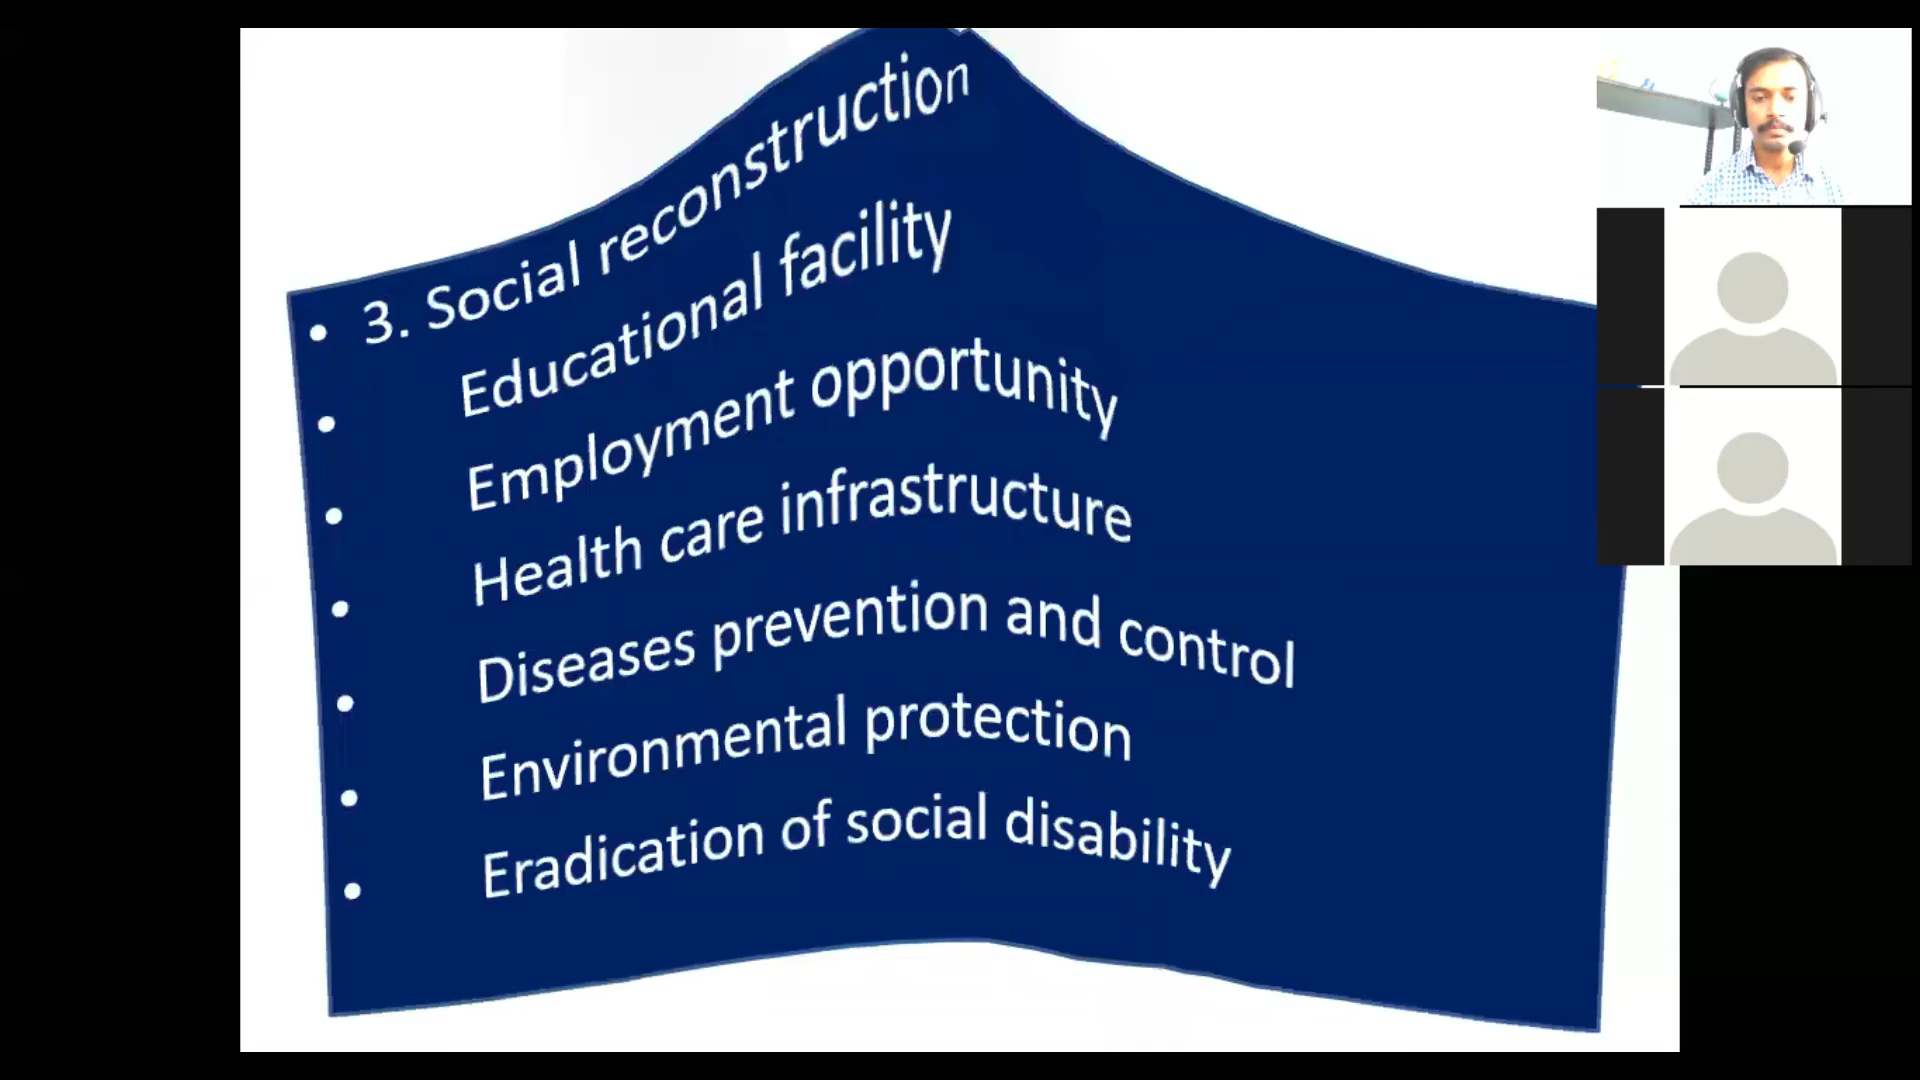 • 3. Social reconstruction
• Educational facility
• Employment opportunity
• Health care infrastructure
• Diseases prevention and control
• Environmental protection
• Eradication of social disability